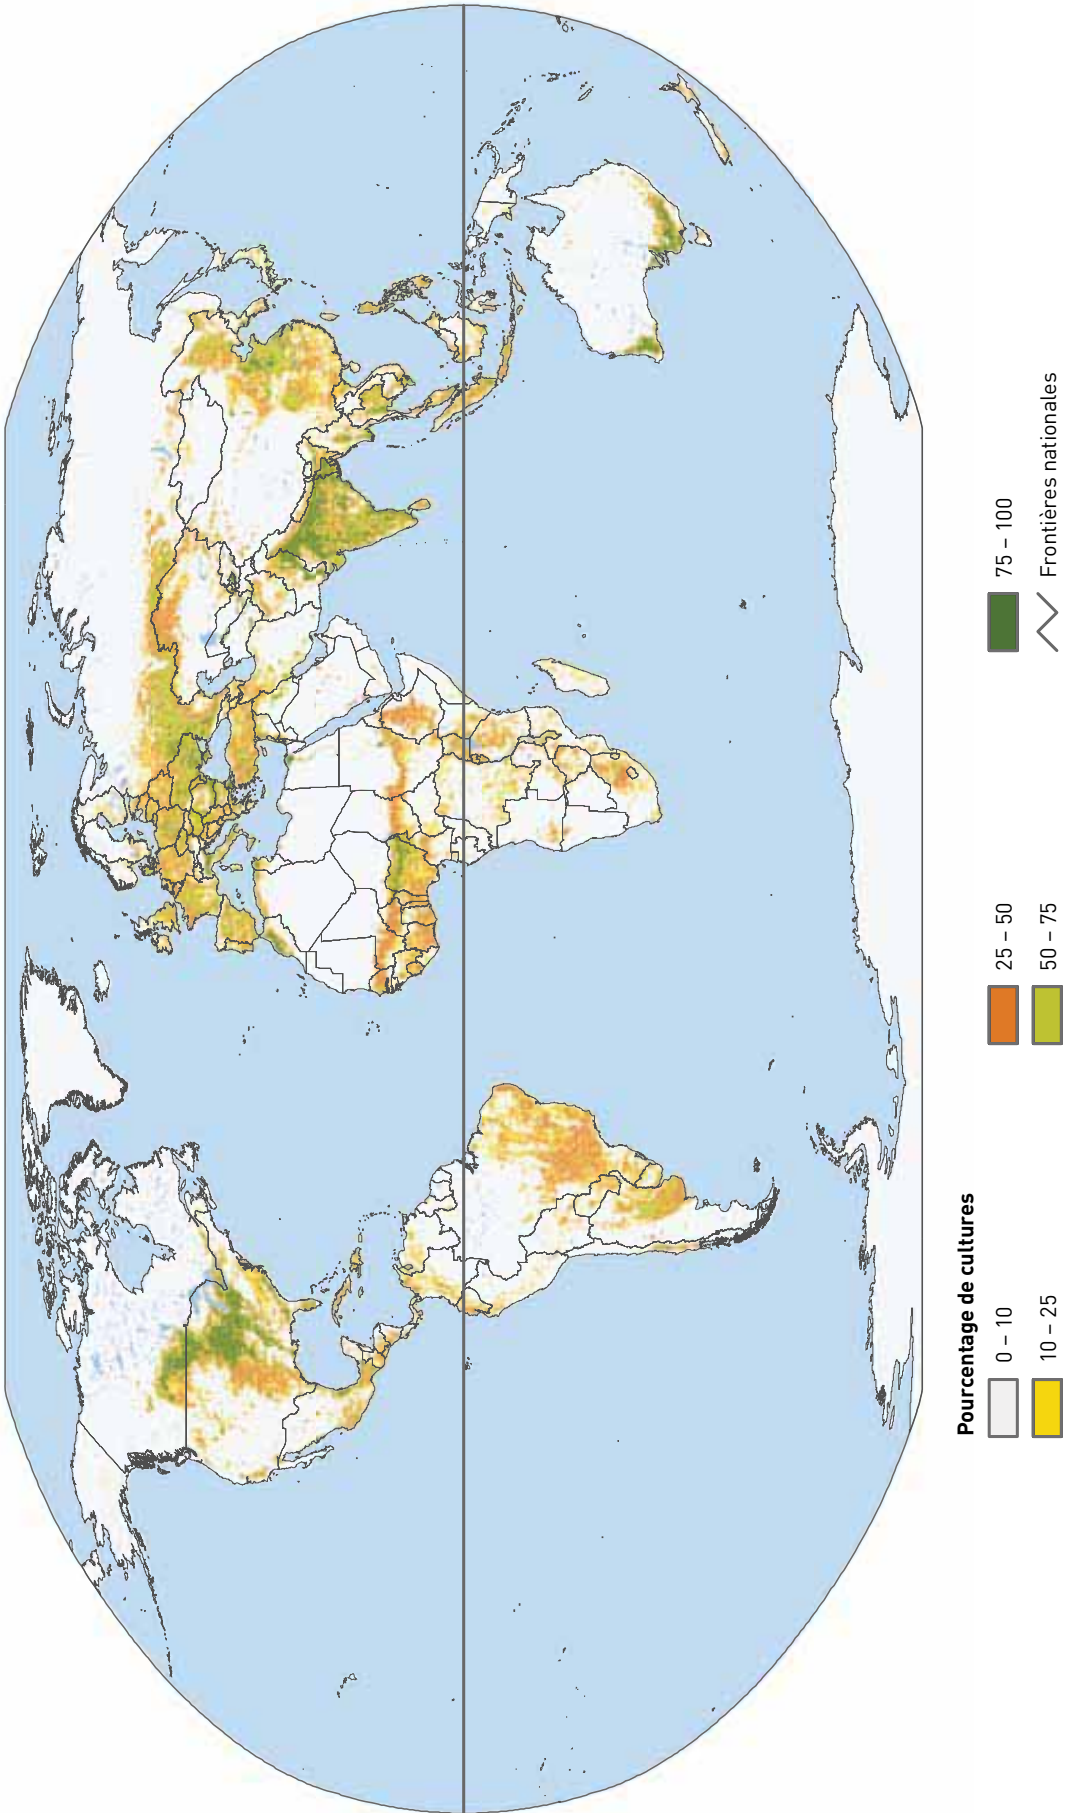 Pourcentage de cultures
0 – 10
25 – 50
75 – 100
10 – 25
50 – 75
Frontières nationales